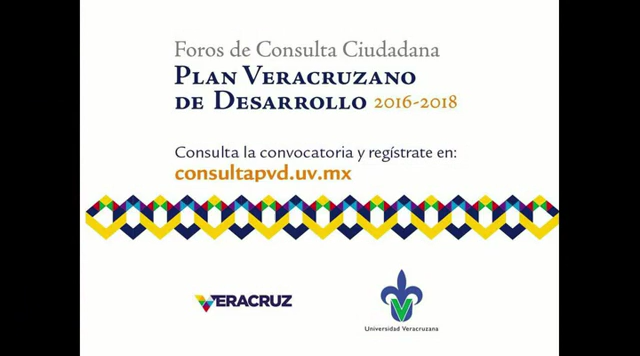 Foros de Consulta Ciudadana
PLAN VERACRUZANO
DE DESARROLLO 2016-2018
Consulta la convocatoria y regístrate en:
consultapvd.uv.mx
VERACRUZ
Universidad Veracruzana